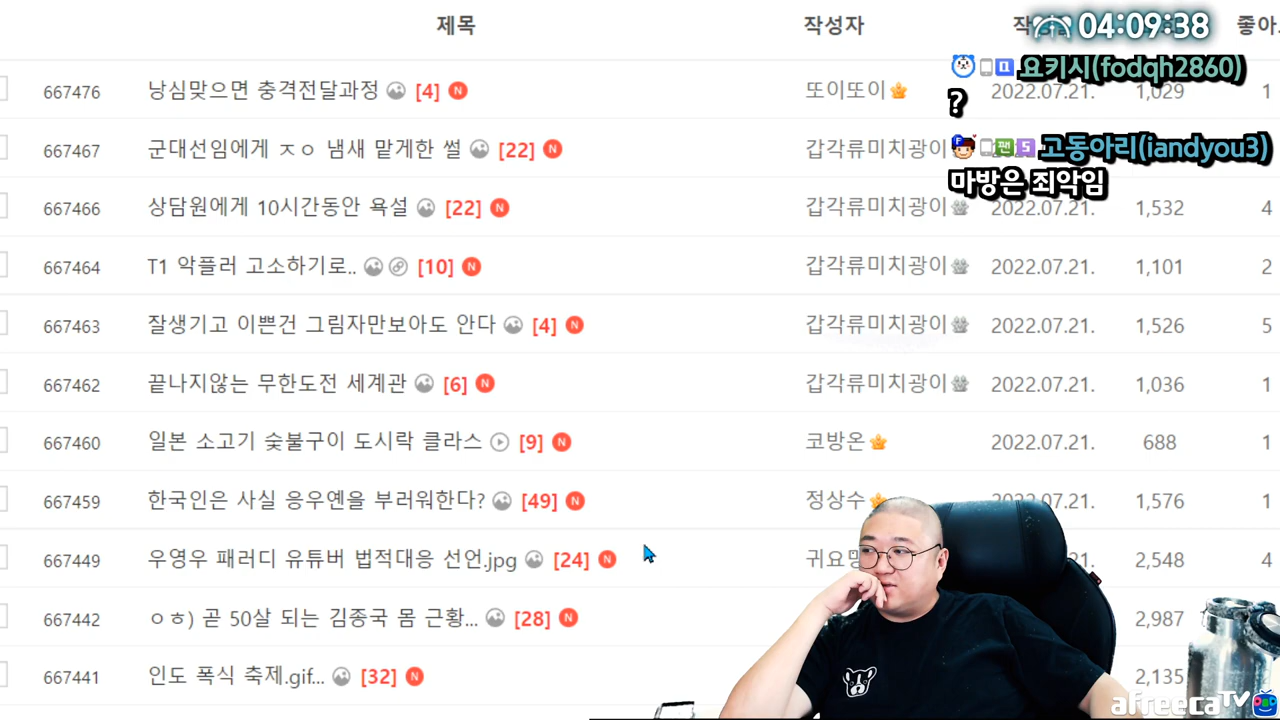 제목 작성자 작 04:09:38 좋아..
667476 낭심맞으면 충격전달과정 [4] N 또이또이 2022.07.21. 1,029 1
요키시(fodqh2860)
?
667467 군대선임에게 ㅈㅇ 냄새 맡게한 썰 [22] N 갑각류미치광이
팬 5 고동아리(iandyou3)
마방은 죄악임
667466 상담원에게 10시간동안 욕설 [22] N 갑각류미치광이 2022.07.21. 1,532 4
667464 T1 악플러 고소하기로.. [10] N 갑각류미치광이 2022.07.21. 1,101 2
667463 잘생기고 이쁜건 그림자만보아도 안다 [4] N 갑각류미치광이 2022.07.21. 1,526 5
667462 끝나지않는 무한도전 세계관 [6] N 갑각류미치광이 2022.07.21. 1,036 1
667460 일본 소고기 숯불구이 도시락 클라스 [9] N 코방온 2022.07.21. 688 1
667459 한국인은 사실 응우옌을 부러워한다? [49] N 정상수 2022.07.21. 1,576 1
667449 우영우 패러디 유튜버 법적대응 선언.jpg [24] N 귀요 2,548 4
667442 ㅇㅎ) 곧 50살 되는 김종국 몸 근황... [28] N 2,987
667441 인도 폭식 축제.gif... [32] N 2,135
afreecaTV